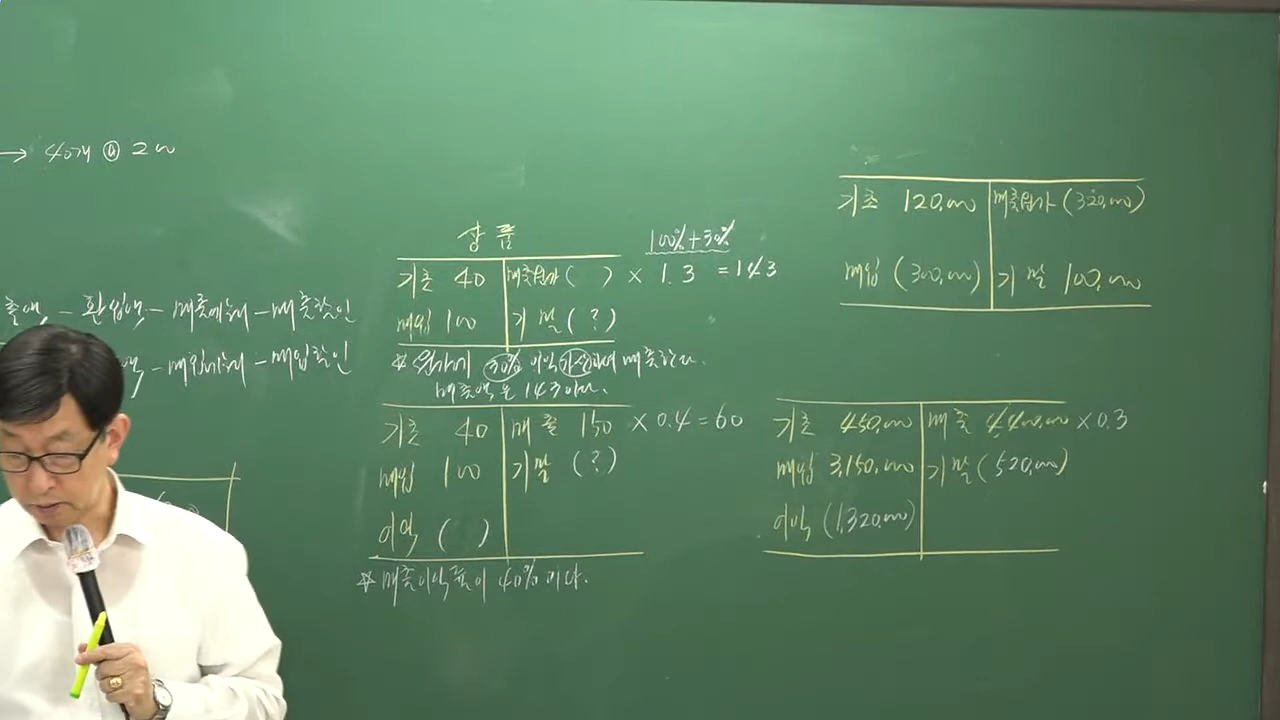 → 40개 @ 200
출액 - 환입액 - 매출에누리 - 매출할인
액 - 매입에누리 - 매입할인
상품
100% + 30%
기초 40 매출원가 ( ) × 1.3 = 143
매입 100 기말 (?)
* 원가에 30% 이익 가산하여 매출한다.
매출액은 143이다.
기초 40 매출 150 × 0.4 = 60
매입 100 기말 (?)
이익 ( )
* 매출이익률이 40%이다.
기초 120,000 매출원가 (320,000)
매입 (300,000) 기말 100,000
기초 450,000 매출 4,400,000 × 0.3
매입 3,150,000 기말 (520,000)
이익 (1,320,000)